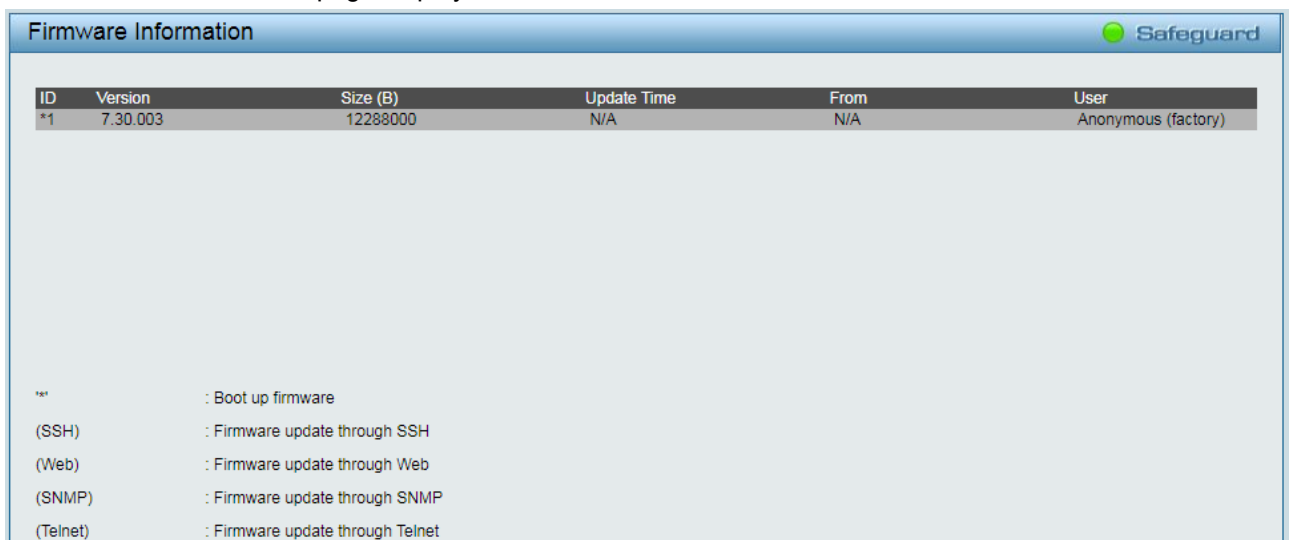 Firmware Information Safeguard
ID Version Size (B) Update Time From User
*1 7.30.003 12288000 N/A N/A Anonymous (factory)
'*' : Boot up firmware
(SSH) : Firmware update through SSH
(Web) : Firmware update through Web
(SNMP) : Firmware update through SNMP
(Telnet) : Firmware update through Telnet